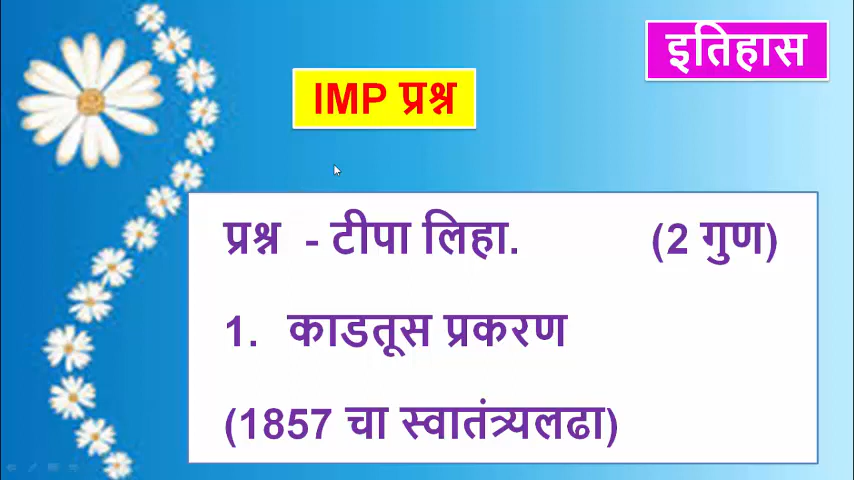 इतिहास
IMP प्रश्न
प्रश्न - टीपा लिहा. (2 गुण)
1. काडतूस प्रकरण
(1857 चा स्वातंत्र्यलढा)